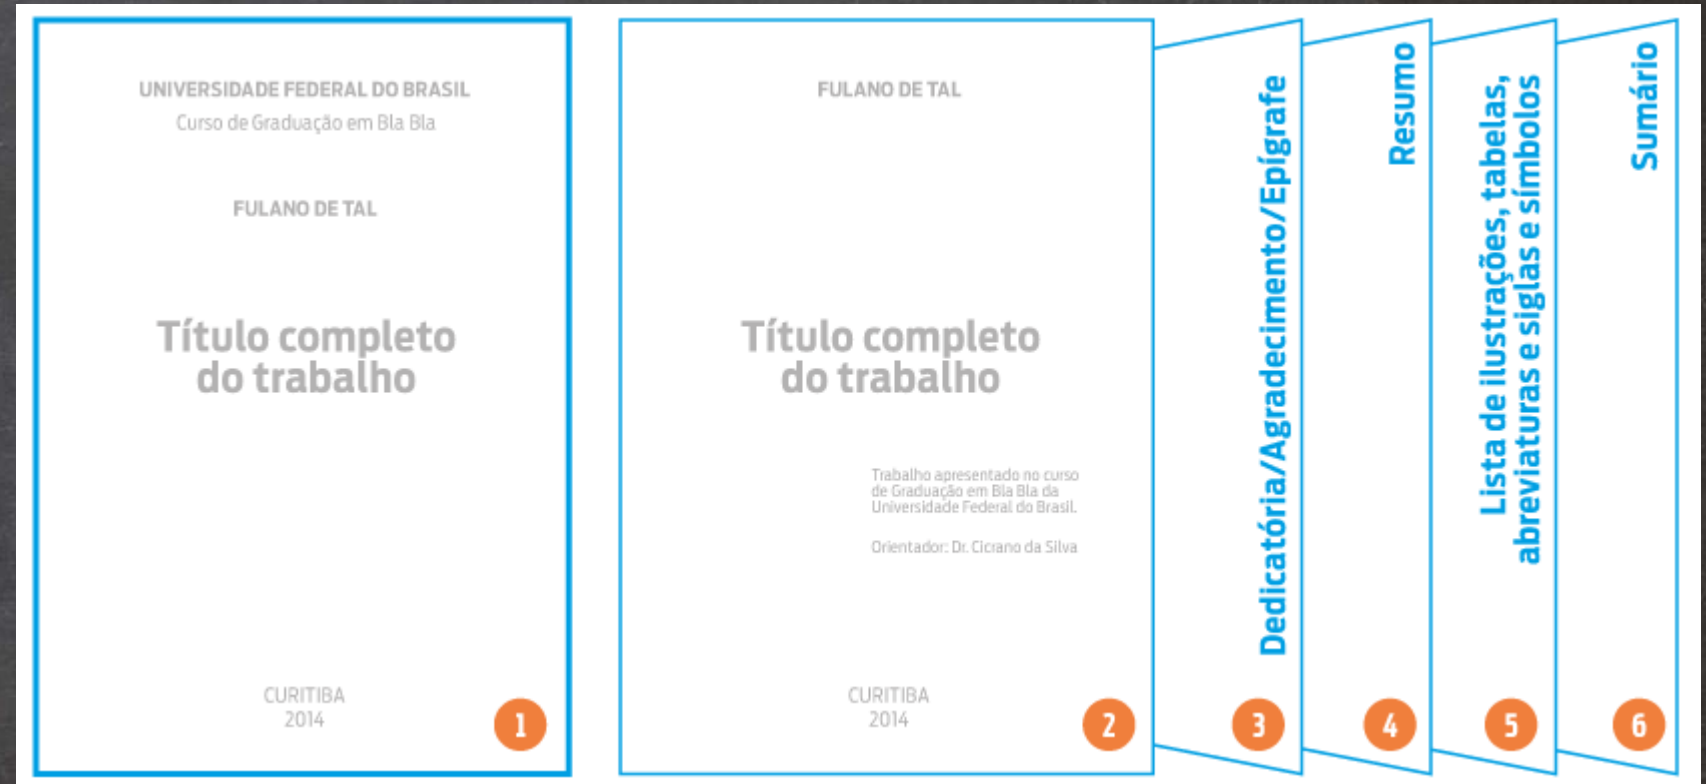 UNIVERSIDADE FEDERAL DO BRASIL
Curso de Graduação em Bla Bla
FULANO DE TAL
Título completo
do trabalho
CURITIBA
2014
1
FULANO DE TAL
Título completo
do trabalho
Trabalho apresentado no curso
de Graduação em Bla Bla da
Universidade Federal do Brasil.
Orientador: Dr. Cicrano da Silva
CURITIBA
2014
2
Dedicatória/Agradecimento/Epígrafe
3
Resumo
4
Lista de ilustrações, tabelas,
abreviaturas e siglas e símbolos
5
Sumário
6